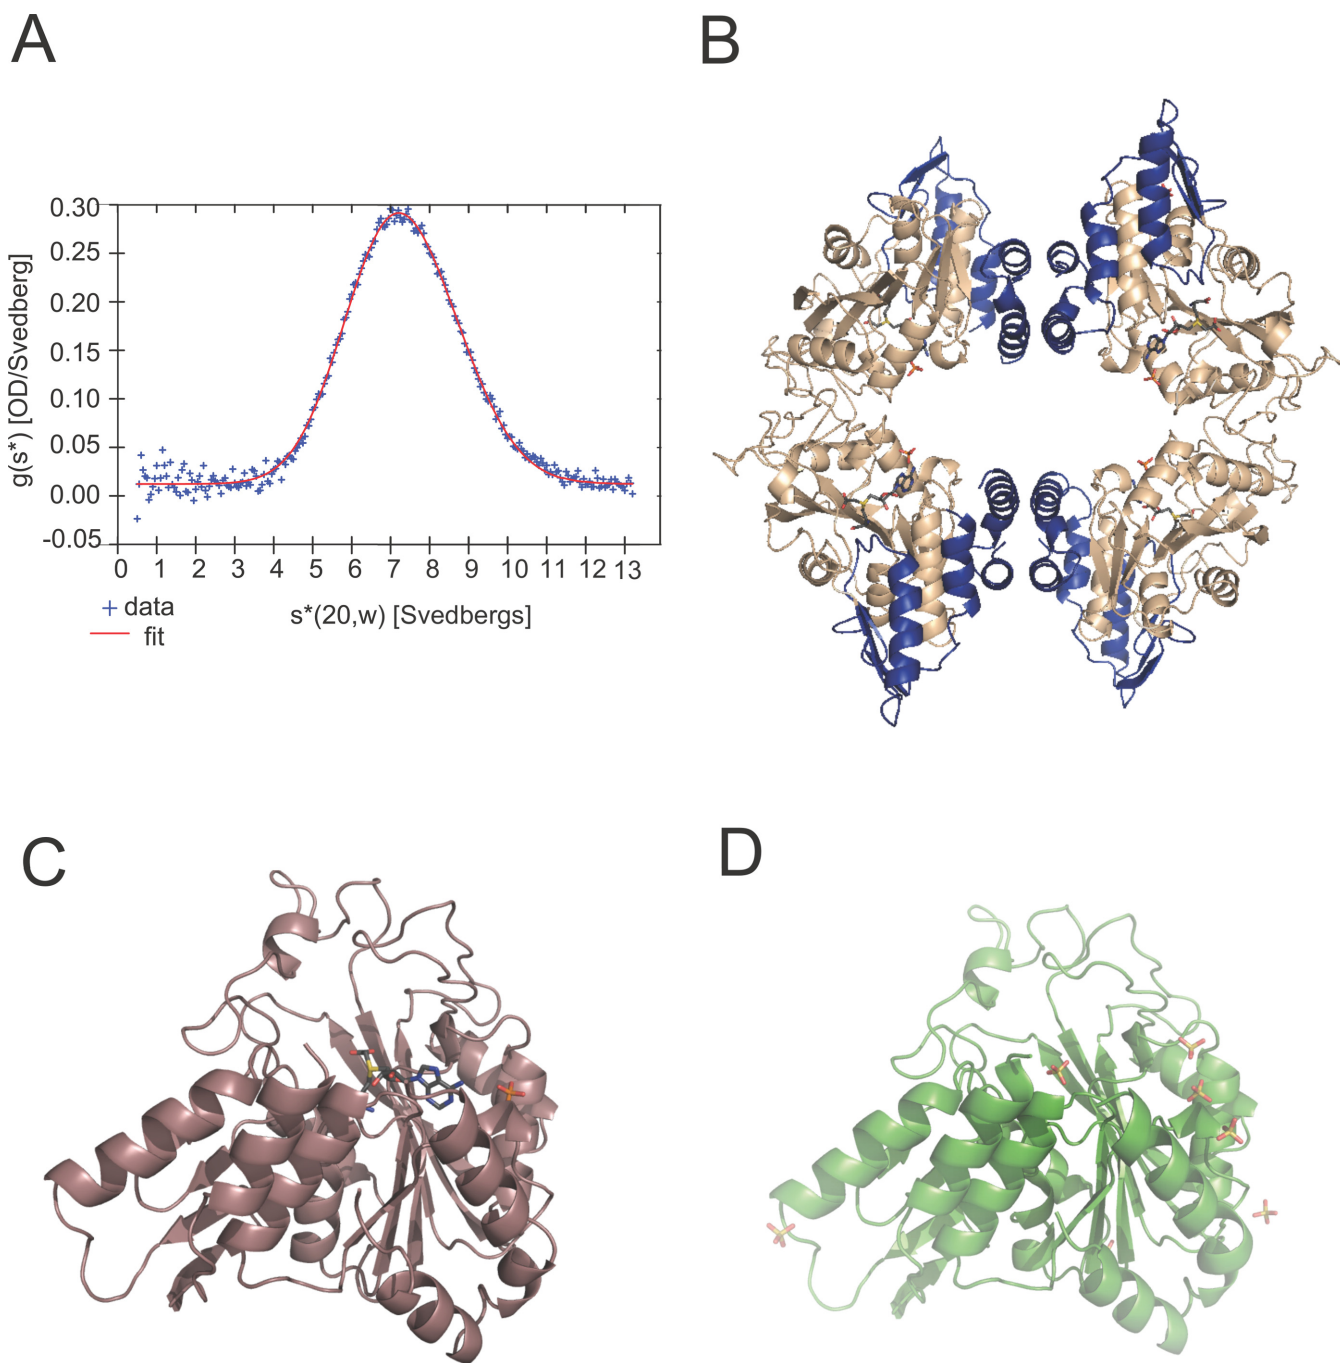 A
B
0.30
0.25
0.20
0.15
0.10
0.05
0.00
-0.05
g(s*) [OD/Svedberg]
0 1 2 3 4 5 6 7 8 9 10 11 12 13
s*(20,w) [Svedbergs]
+ data
fit
C
D